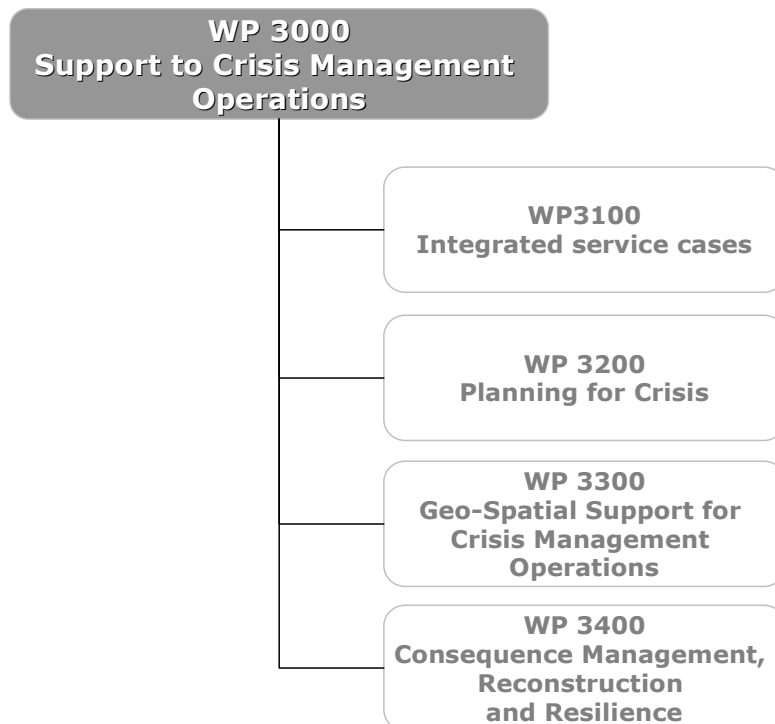 WP 3000
Support to Crisis Management
Operations
WP3100
Integrated service cases
WP 3200
Planning for Crisis
WP 3300
Geo-Spatial Support for
Crisis Management
Operations
WP 3400
Consequence Management,
Reconstruction
and Resilience